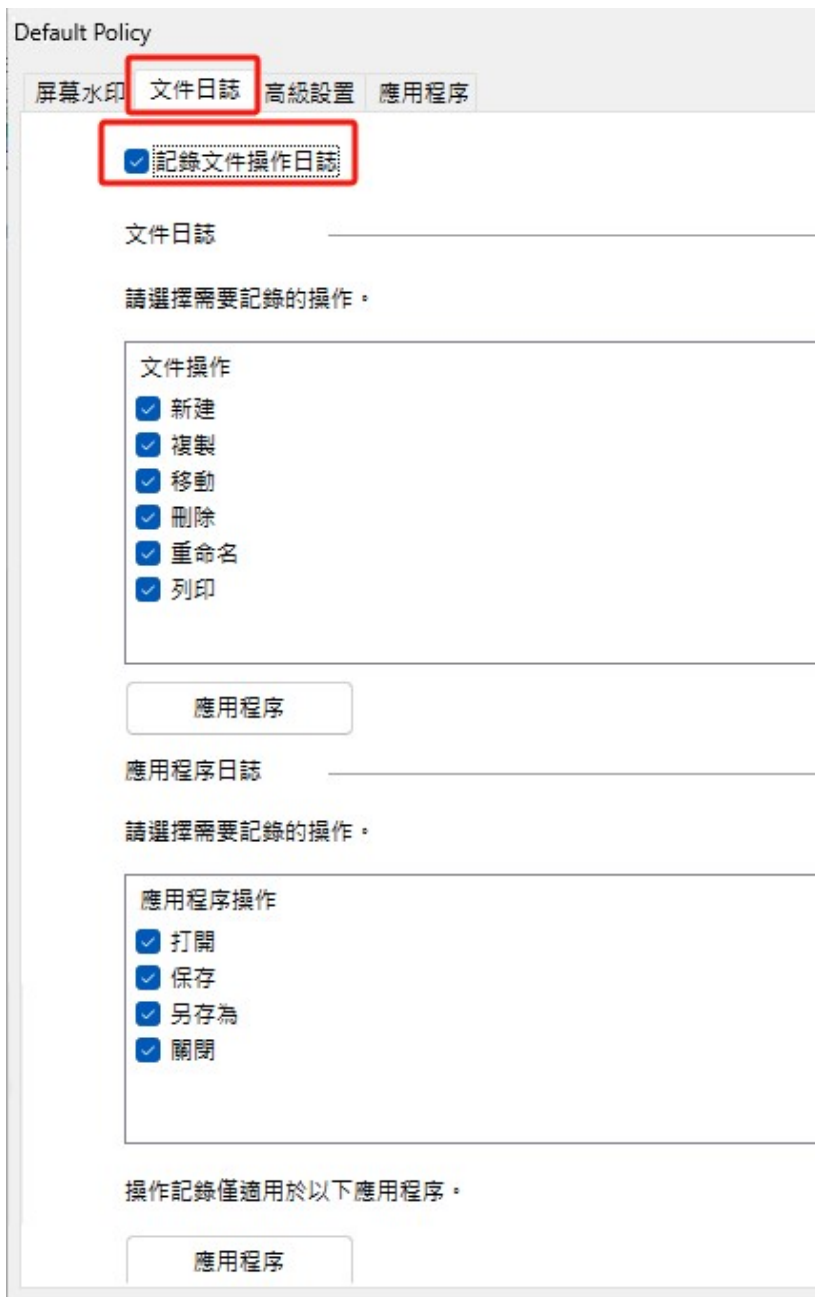 Default Policy
屏幕水印 文件日誌 高級設置 應用程序
記錄文件操作日誌
文件日誌
請選擇需要記錄的操作。
文件操作
新建
複製
移動
刪除
重命名
列印
應用程序
應用程序日誌
請選擇需要記錄的操作。
應用程序操作
打開
保存
另存為
關閉
操作記錄僅適用於以下應用程序。
應用程序